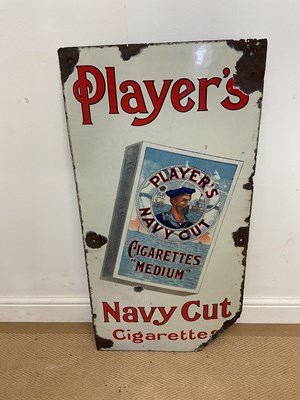 Player's
PLAYER'S
NAVY CUT
CIGARETTES
"MEDIUM"
Navy Cut
Cigarettes